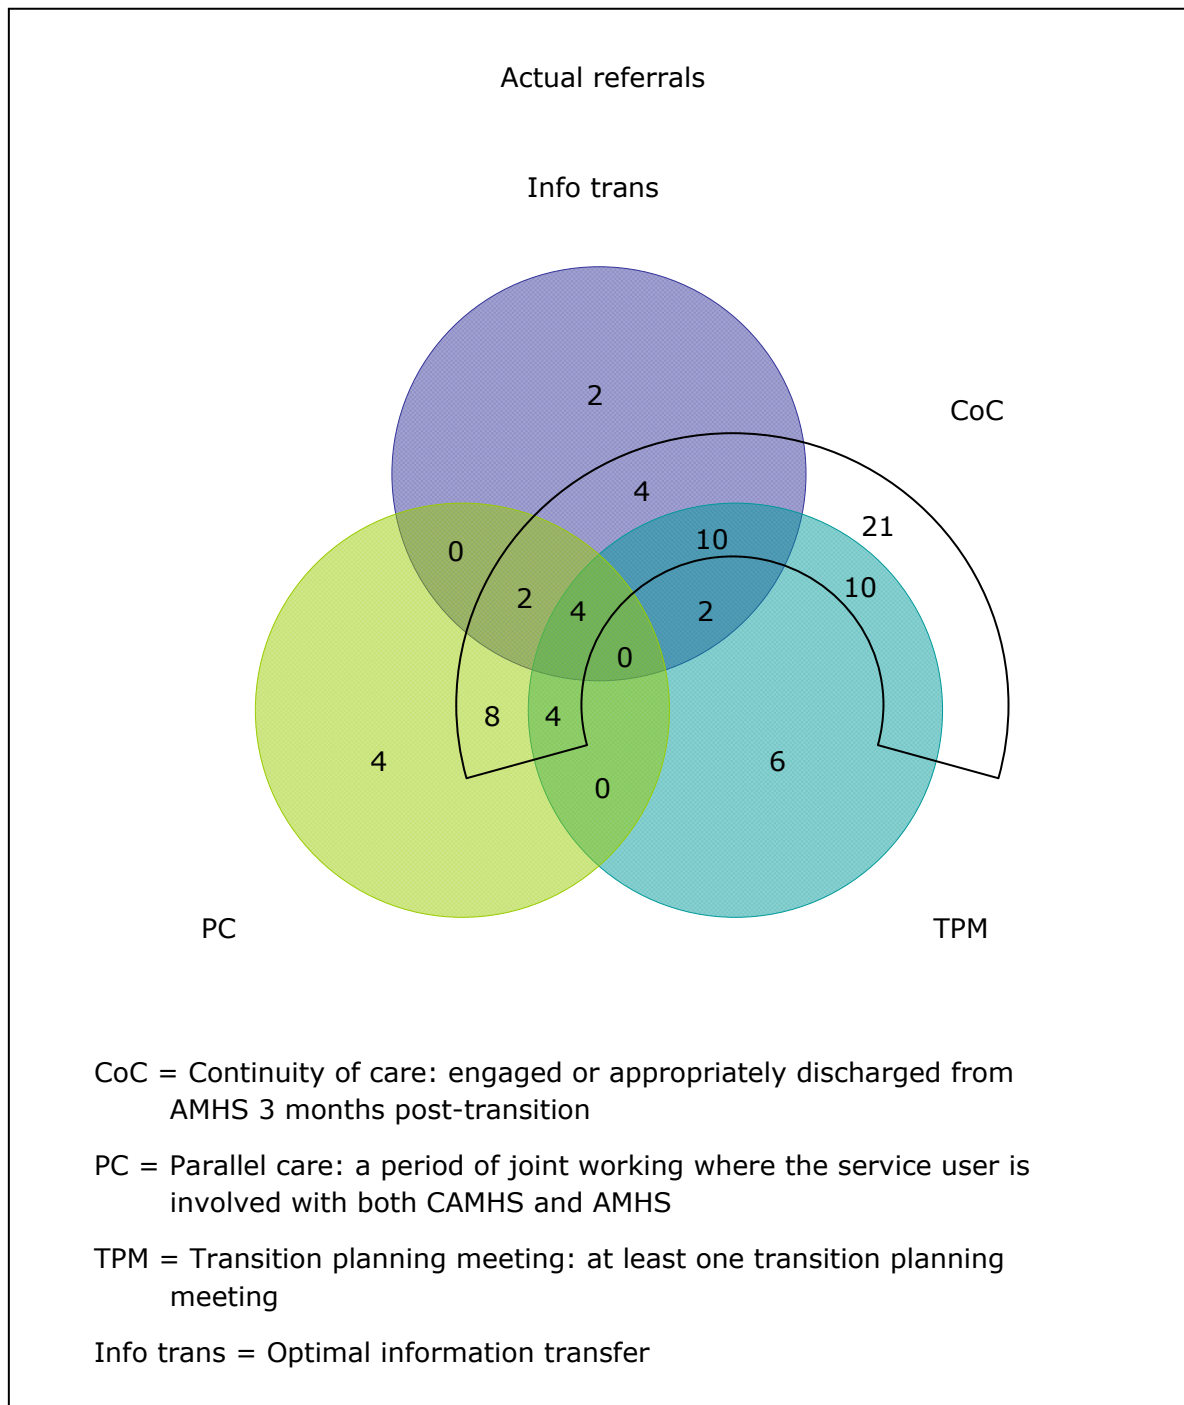 Actual referrals
Info trans
2
CoC
4
21
10
0
10
2
4
2
0
8
4
4
6
0
PC
TPM
CoC = Continuity of care: engaged or appropriately discharged from
AMHS 3 months post-transition
PC = Parallel care: a period of joint working where the service user is
involved with both CAMHS and AMHS
TPM = Transition planning meeting: at least one transition planning
meeting
Info trans = Optimal information transfer